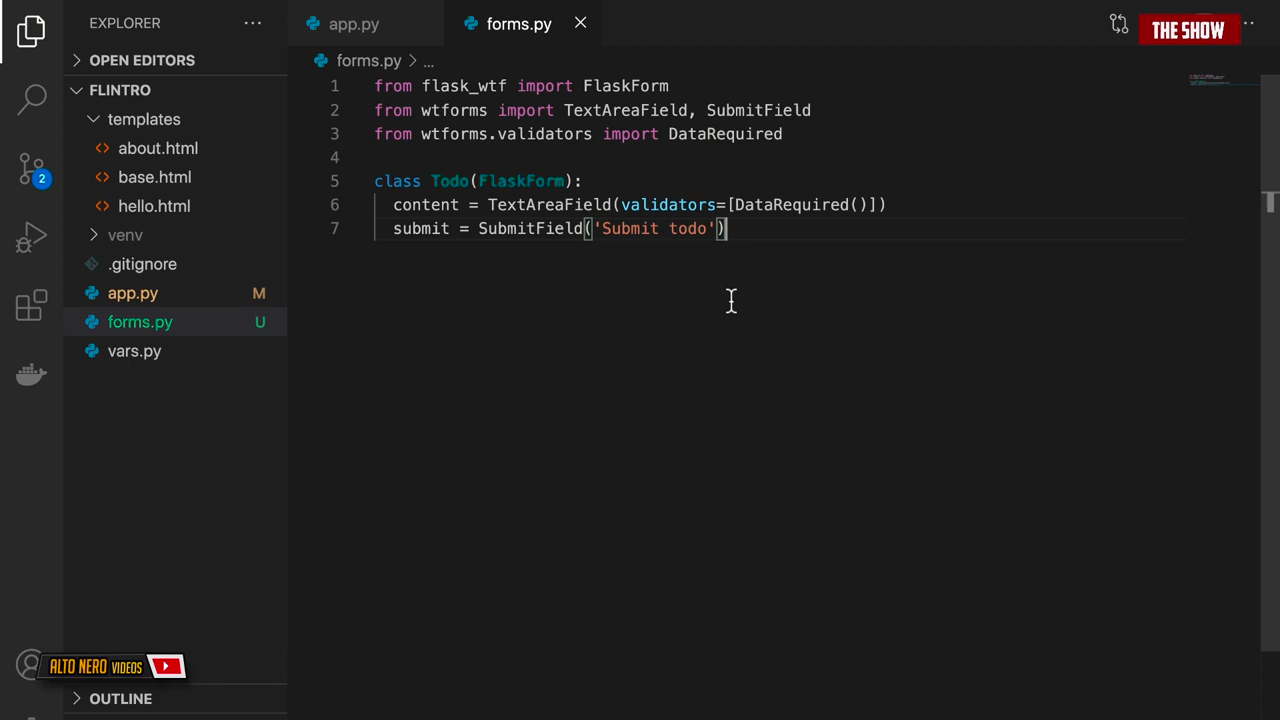 EXPLORER
app.py
forms.py
THE SHOW
OPEN EDITORS
forms.py > ...
FLINTRO
templates
about.html
base.html
hello.html
venv
.gitignore
app.py M
forms.py U
vars.py
2
1 from flask_wtf import FlaskForm
2 from wtforms import TextAreaField, SubmitField
3 from wtforms.validators import DataRequired
4
5 class Todo(FlaskForm):
6 content = TextAreaField(validators=[DataRequired()])
7 submit = SubmitField('Submit todo')
ALTO NERO VIDEOS
OUTLINE